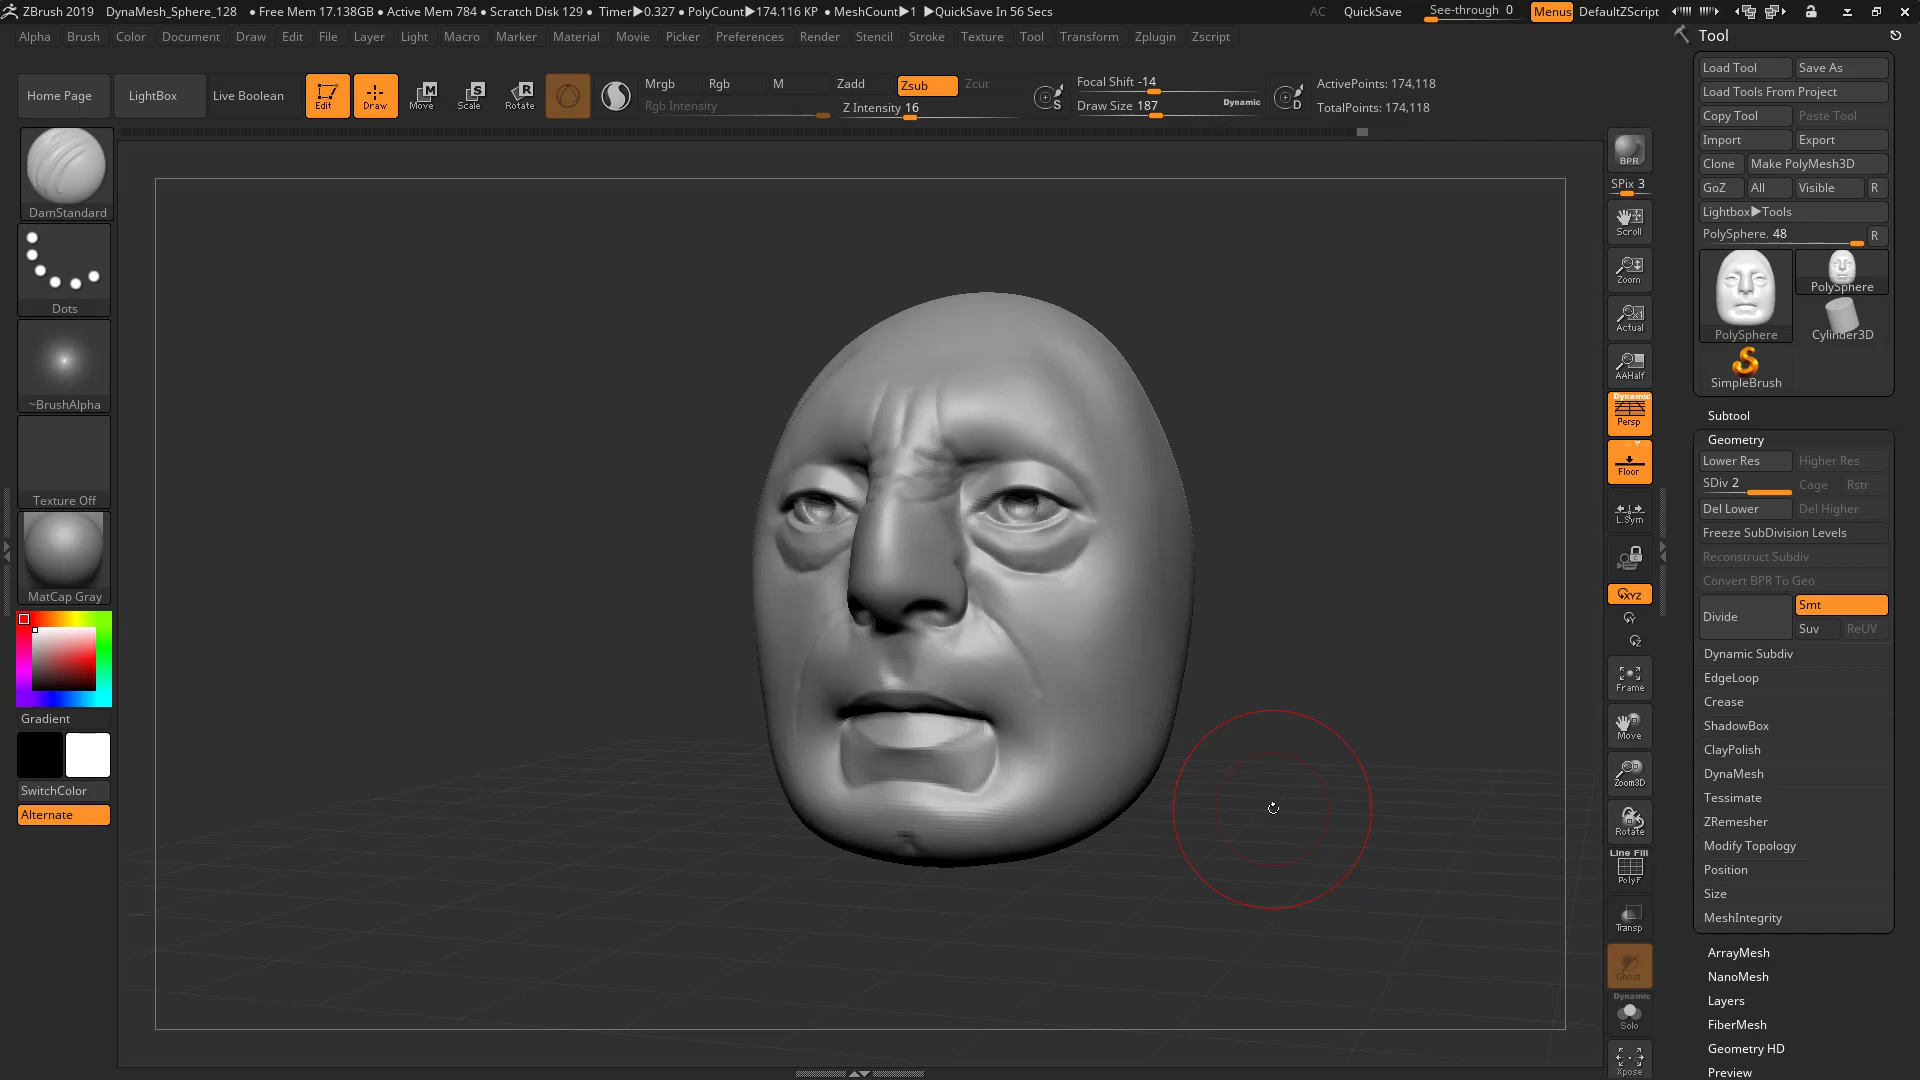 ZBrush 2019 DynaMesh_Sphere_128 ● Free Mem 17.138GB ● Active Mem 784 ● Scratch Disk 129 ● Timer▶0.327 ● PolyCount▶174.116 KP ● MeshCount▶1 ▶QuickSave In 56 Secs AC QuickSave See-through 0 Menus DefaultZScript
Alpha Brush Color Document Draw Edit File Layer Light Macro Marker Material Movie Picker Preferences Render Stencil Stroke Texture Tool Transform Zplugin Zscript
Home Page LightBox Live Boolean
Edit Draw Move Scale Rotate
M S R
Mrgb Rgb M
Rgb Intensity
Zadd Zsub Zcut
Z Intensity 16
S
Focal Shift -14
Draw Size 187 Dynamic
D
ActivePoints: 174,118
TotalPoints: 174,118
DamStandard
Dots
~BrushAlpha
Texture Off
MatCap Gray
Gradient
SwitchColor
Alternate
BPR
SPix 3
Scroll
Zoom
Actual
AAHalf
Dynamic
Persp
Floor
L.Sym
XYZ
Y
Z
Frame
Move
Zoom3D
Rotate
Line Fill
PolyF
Transp
Ghost
Dynamic
Solo
Xpose
Tool
Load Tool Save As
Load Tools From Project
Copy Tool Paste Tool
Import Export
Clone Make PolyMesh3D
GoZ All Visible R
Lightbox▶Tools
PolySphere. 48 R
PolySphere
PolySphere
Cylinder3D
SimpleBrush
Subtool
Geometry
Lower Res Higher Res
SDiv 2 Cage Rstr
Del Lower Del Higher
Freeze SubDivision Levels
Reconstruct Subdiv
Convert BPR To Geo
Divide Smt
Suv ReUV
Dynamic Subdiv
EdgeLoop
Crease
ShadowBox
ClayPolish
DynaMesh
Tessimate
ZRemesher
Modify Topology
Position
Size
MeshIntegrity
ArrayMesh
NanoMesh
Layers
FiberMesh
Geometry HD
Preview